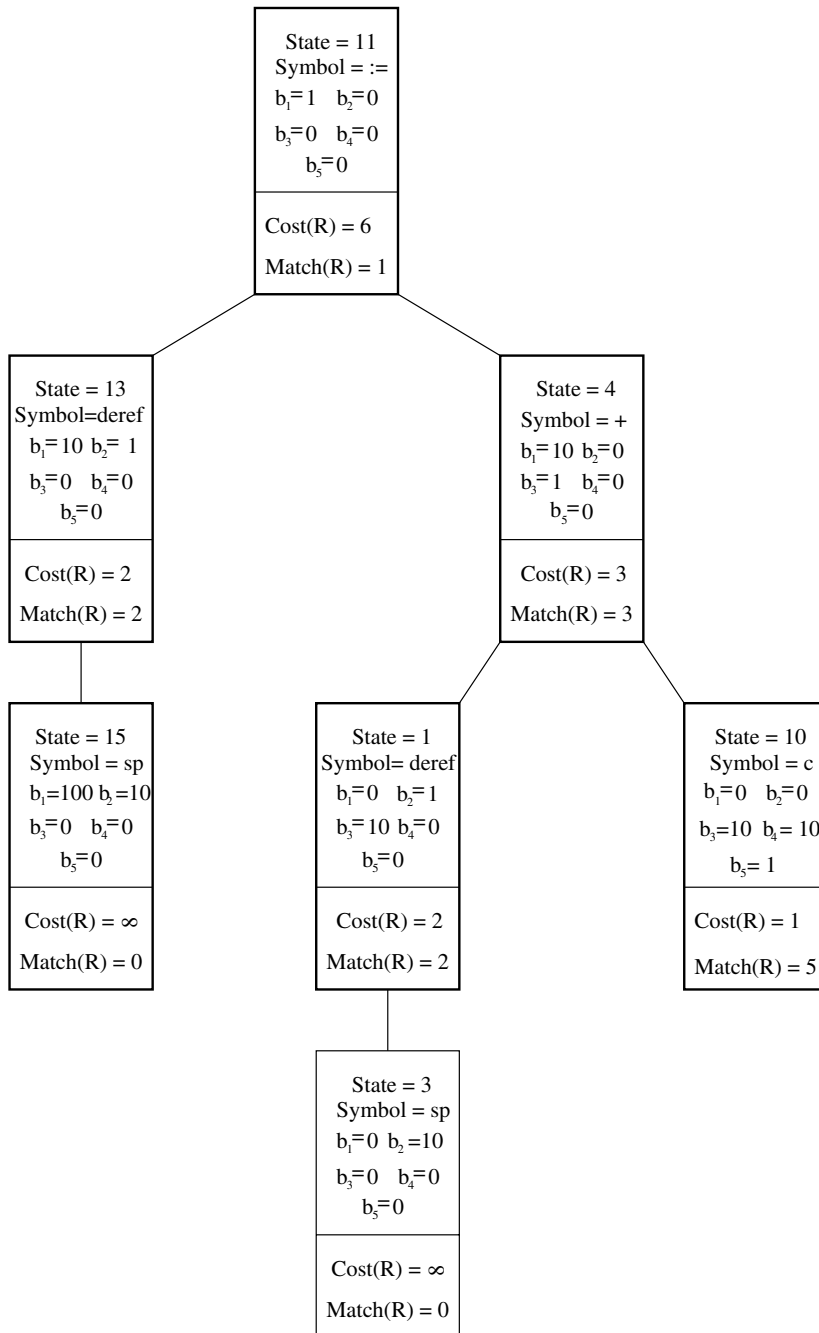 State = 11
Symbol = :=
b₁=1 b₂=0
b₃=0 b₄=0
b₅=0
Cost(R) = 6
Match(R) = 1
State = 13
Symbol=deref
b₁=10 b₂= 1
b₃=0 b₄=0
b₅=0
Cost(R) = 2
Match(R) = 2
State = 4
Symbol = +
b₁=10 b₂=0
b₃=1 b₄=0
b₅=0
Cost(R) = 3
Match(R) = 3
State = 15
Symbol = sp
b₁=100 b₂=10
b₃=0 b₄=0
b₅=0
Cost(R) = ∞
Match(R) = 0
State = 1
Symbol= deref
b₁=0 b₂=1
b₃=10 b₄=0
b₅=0
Cost(R) = 2
Match(R) = 2
State = 10
Symbol = c
b₁=0 b₂=0
b₃=10 b₄= 10
b₅= 1
Cost(R) = 1
Match(R) = 5
State = 3
Symbol = sp
b₁=0 b₂ =10
b₃=0 b₄=0
b₅=0
Cost(R) = ∞
Match(R) = 0